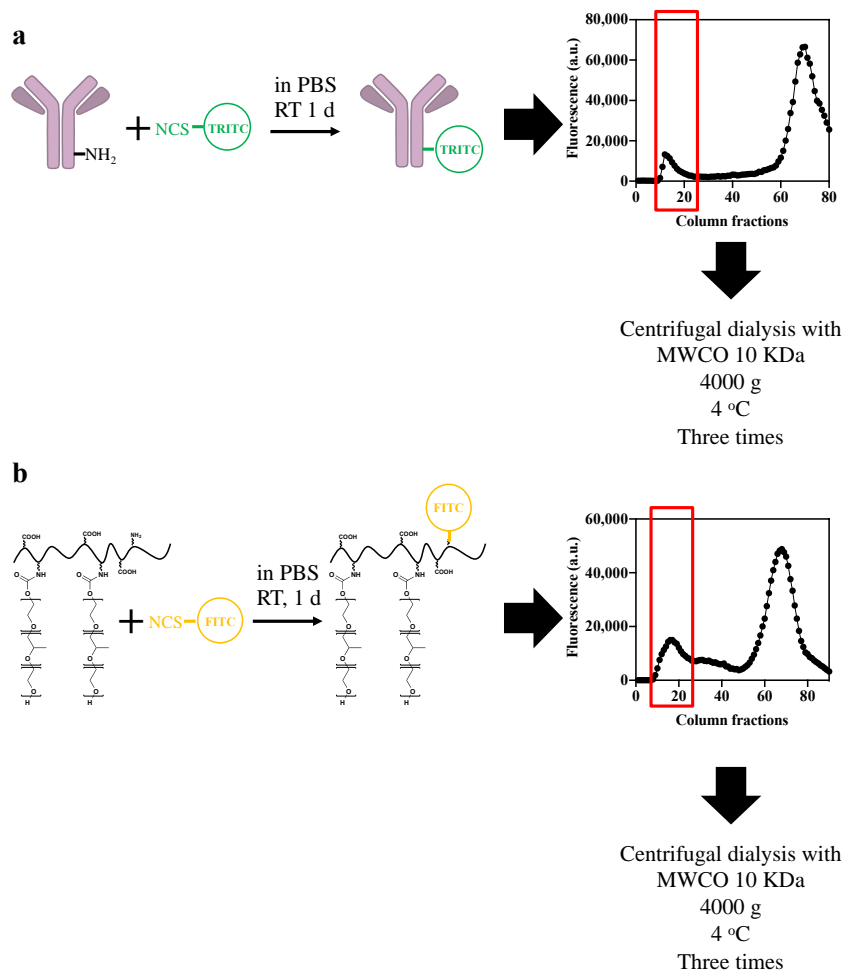 a
NH2
+
NCS
TRITC
in PBS
RT 1 d
TRITC
Fluorescence (a.u.)
80,000
60,000
40,000
20,000
0
0 20 40 60 80
Column fractions
Centrifugal dialysis with
MWCO 10 KDa
4000 g
4 °C
Three times
b
COOH COOH NH2
NH NH COOH
O O
O O
O O
O O
O O
H H
+
NCS
FITC
in PBS
RT, 1 d
FITC
COOH COOH
NH NH COOH
O O
O O
O O
O O
O O
H H
Fluorescence (a.u.)
60,000
40,000
20,000
0
0 20 40 60 80
Column fractions
Centrifugal dialysis with
MWCO 10 KDa
4000 g
4 °C
Three times